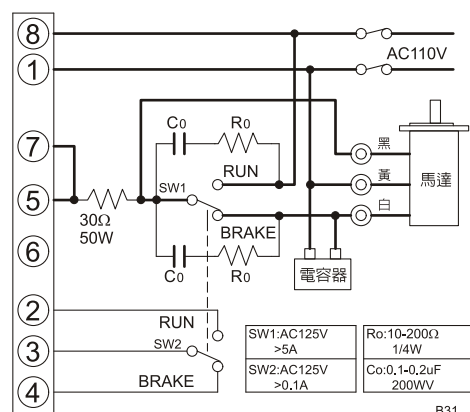 8
AC110V
1
C0
R0
黑
7
RUN
馬達
SW1
黃
5
30Ω
50W
BRAKE
白
6
C0
R0
電容器
2
RUN
3
SW2
4
BRAKE
SW1:AC125V
>5A
Ro:10-200Ω
1/4W
SW2:AC125V
>0.1A
Co:0.1-0.2uF
200WV
B31